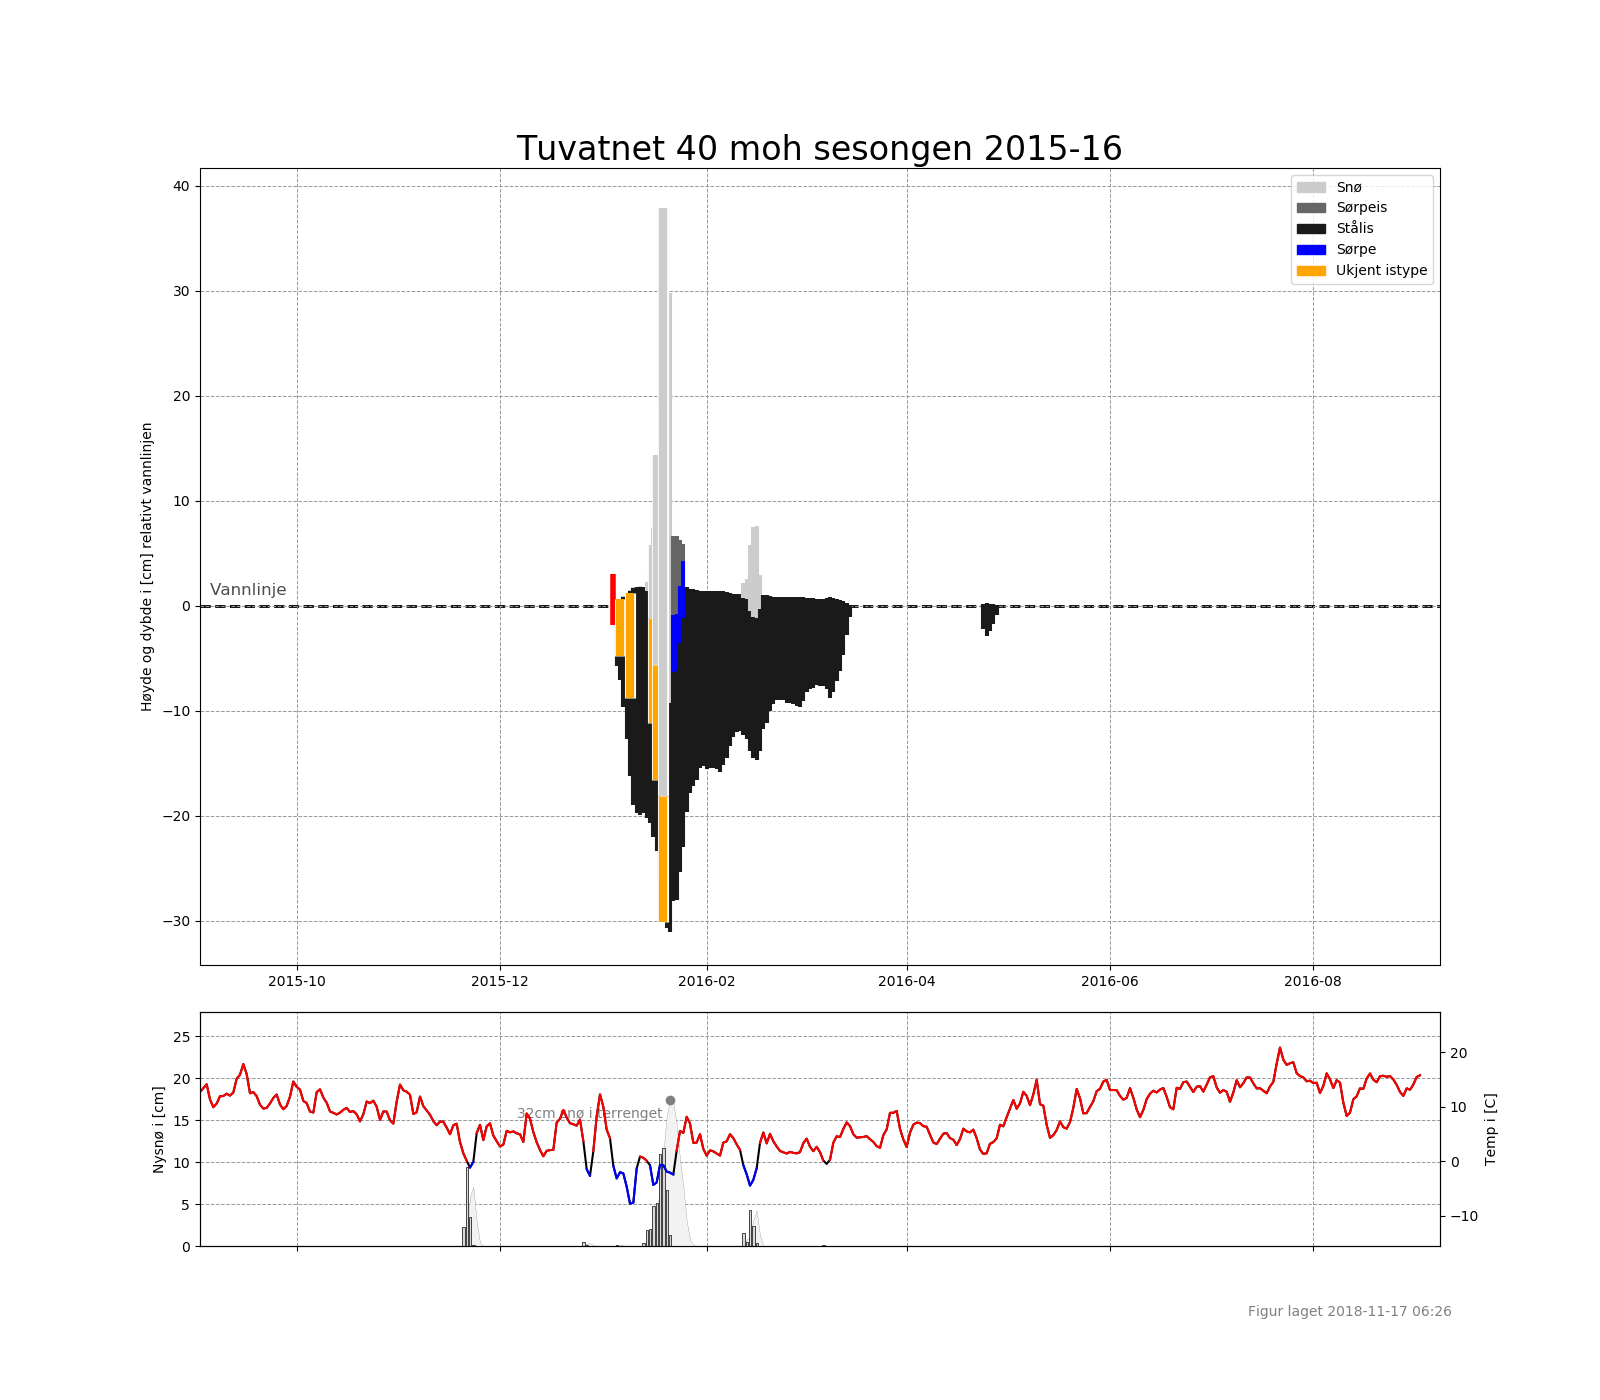 Tuvatnet 40 moh sesongen 2015-16
Høyde og dybde i [cm] relativt vannlinjen
40
30
20
10
0
−10
−20
−30
Vannlinje
Snø
Sørpeis
Stålis
Sørpe
Ukjent istype
2015-10
2015-12
2016-02
2016-04
2016-06
2016-08
Nysnø i [cm]
25
20
15
10
5
0
32cm snø i terrenget
20
10
0
−10
Temp i [C]
Figur laget 2018-11-17 06:26